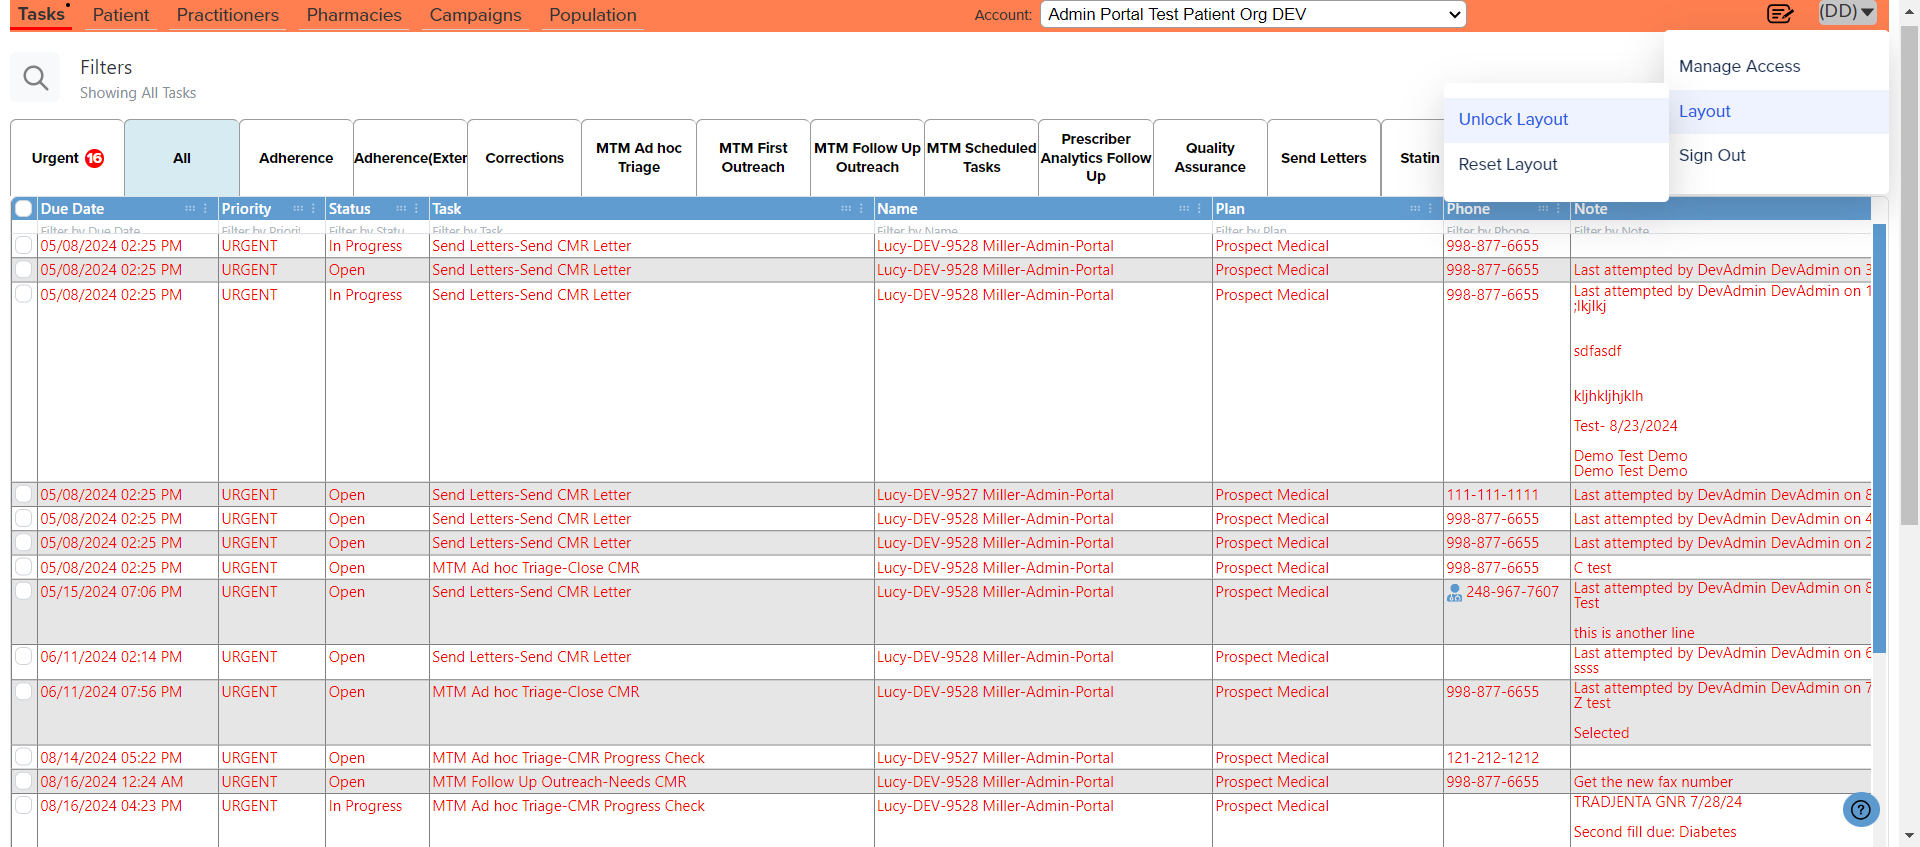 Tasks Patient Practitioners Pharmacies Campaigns Population Account: Admin Portal Test Patient Org DEV (DD)
Filters
Showing All Tasks
Manage Access
Layout
Sign Out
Unlock Layout
Reset Layout
Urgent 16 All Adherence Adherence(Exter Corrections MTM Ad hoc Triage MTM First Outreach MTM Follow Up Outreach MTM Scheduled Tasks Prescriber Analytics Follow Up Quality Assurance Send Letters Statin
Due Date Priority Status Task Name Plan Phone Note
Filter by Due Date Filter by Priorit Filter by Statu Filter by Task Filter by Name Filter by Plan Filter by Phone Filter by Note
05/08/2024 02:25 PM URGENT In Progress Send Letters-Send CMR Letter Lucy-DEV-9528 Miller-Admin-Portal Prospect Medical 998-877-6655
05/08/2024 02:25 PM URGENT Open Send Letters-Send CMR Letter Lucy-DEV-9528 Miller-Admin-Portal Prospect Medical 998-877-6655 Last attempted by DevAdmin DevAdmin on 3
05/08/2024 02:25 PM URGENT In Progress Send Letters-Send CMR Letter Lucy-DEV-9528 Miller-Admin-Portal Prospect Medical 998-877-6655 Last attempted by DevAdmin DevAdmin on 1
;lkjlkj
sdfasdf
kljhkljhjklh
Test- 8/23/2024
Demo Test Demo
Demo Test Demo
05/08/2024 02:25 PM URGENT Open Send Letters-Send CMR Letter Lucy-DEV-9527 Miller-Admin-Portal Prospect Medical 111-111-1111 Last attempted by DevAdmin DevAdmin on 8
05/08/2024 02:25 PM URGENT Open Send Letters-Send CMR Letter Lucy-DEV-9528 Miller-Admin-Portal Prospect Medical 998-877-6655 Last attempted by DevAdmin DevAdmin on 4
05/08/2024 02:25 PM URGENT Open Send Letters-Send CMR Letter Lucy-DEV-9528 Miller-Admin-Portal Prospect Medical 998-877-6655 Last attempted by DevAdmin DevAdmin on 2
05/08/2024 02:25 PM URGENT Open MTM Ad hoc Triage-Close CMR Lucy-DEV-9528 Miller-Admin-Portal Prospect Medical 998-877-6655 C test
05/15/2024 07:06 PM URGENT Open Send Letters-Send CMR Letter Lucy-DEV-9528 Miller-Admin-Portal Prospect Medical 248-967-7607 Last attempted by DevAdmin DevAdmin on 8
Test
this is another line
06/11/2024 02:14 PM URGENT Open Send Letters-Send CMR Letter Lucy-DEV-9528 Miller-Admin-Portal Prospect Medical Last attempted by DevAdmin DevAdmin on 6
ssss
06/11/2024 07:56 PM URGENT Open MTM Ad hoc Triage-Close CMR Lucy-DEV-9528 Miller-Admin-Portal Prospect Medical 998-877-6655 Last attempted by DevAdmin DevAdmin on 7
Z test
Selected
08/14/2024 05:22 PM URGENT Open MTM Ad hoc Triage-CMR Progress Check Lucy-DEV-9527 Miller-Admin-Portal Prospect Medical 121-212-1212
08/16/2024 12:24 AM URGENT Open MTM Follow Up Outreach-Needs CMR Lucy-DEV-9528 Miller-Admin-Portal Prospect Medical 998-877-6655 Get the new fax number
08/16/2024 04:23 PM URGENT In Progress MTM Ad hoc Triage-CMR Progress Check Lucy-DEV-9528 Miller-Admin-Portal Prospect Medical TRADJENTA GNR 7/28/24
Second fill due: Diabetes